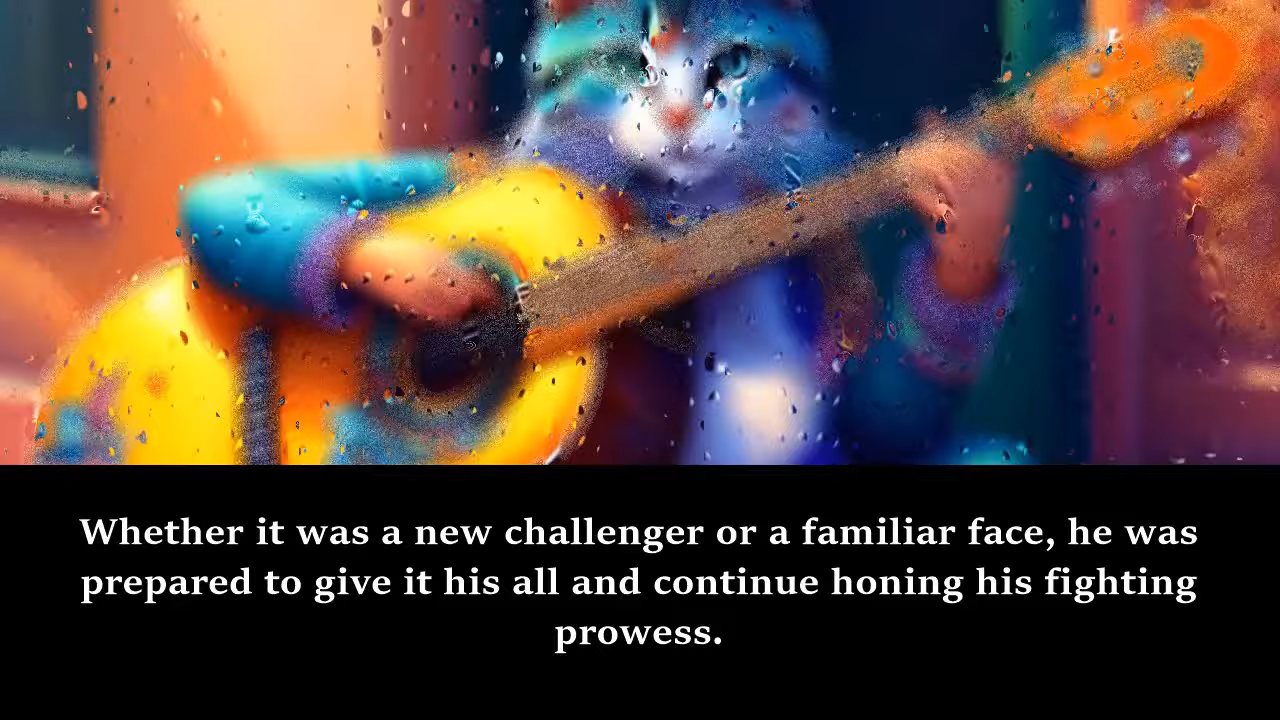 Whether it was a new challenger or a familiar face, he was
prepared to give it his all and continue honing his fighting
prowess.